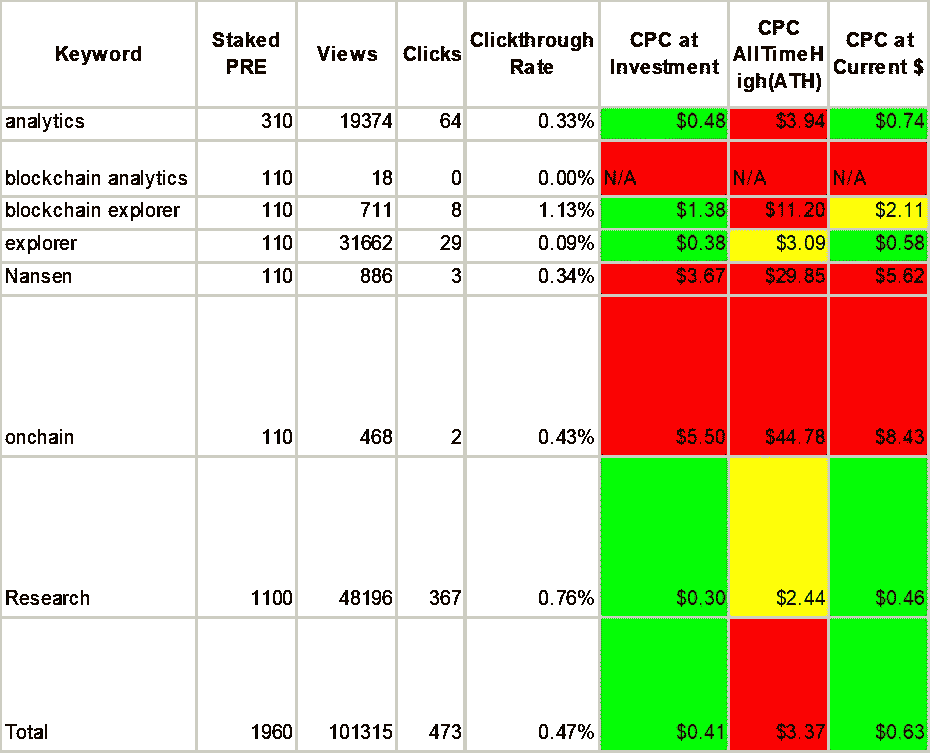 Keyword Staked PRE Views Clicks Clickthrough Rate CPC at Investment CPC AllTimeH igh(ATH) CPC at Current $
analytics 310 19374 64 0.33% $0.48 $3.94 $0.74
blockchain analytics 110 18 0 0.00% N/A N/A N/A
blockchain explorer 110 711 8 1.13% $1.38 $11.20 $2.11
explorer 110 31662 29 0.09% $0.38 $3.09 $0.58
Nansen 110 886 3 0.34% $3.67 $29.85 $5.62
onchain 110 468 2 0.43% $5.50 $44.78 $8.43
Research 1100 48196 367 0.76% $0.30 $2.44 $0.46
Total 1960 101315 473 0.47% $0.41 $3.37 $0.63